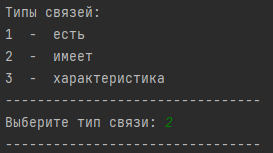 Типы связей:
1  -  есть
2  -  имеет
3  -  характеристика
--------------------------------
Выберите тип связи: 2
--------------------------------